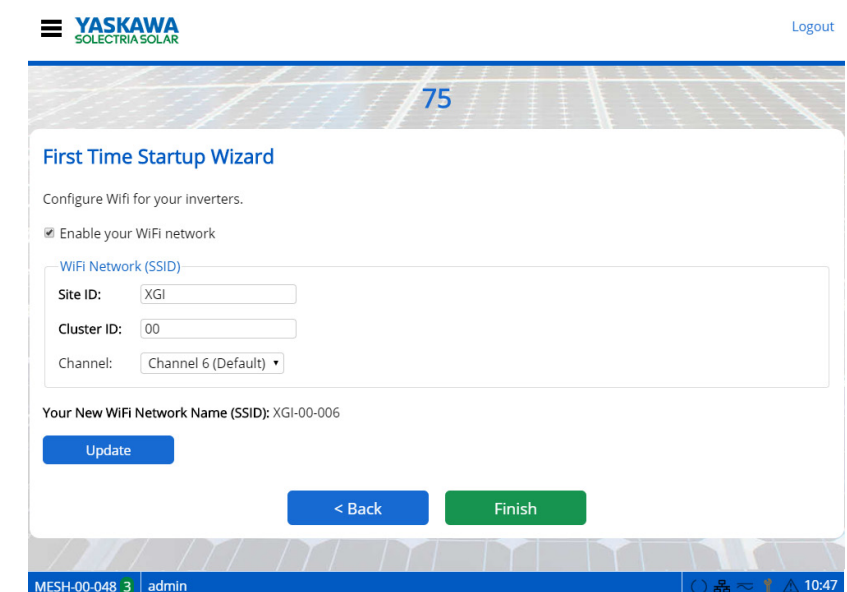 YASKAWA
SOLECTRIA SOLAR
Logout
75
First Time Startup Wizard
Configure Wifi for your inverters.
Enable your WiFi network
WiFi Network (SSID)
Site ID: XGI
Cluster ID: 00
Channel: Channel 6 (Default)
Your New WiFi Network Name (SSID): XGI-00-006
Update
< Back Finish
MESH-00-048 3 admin 10:47